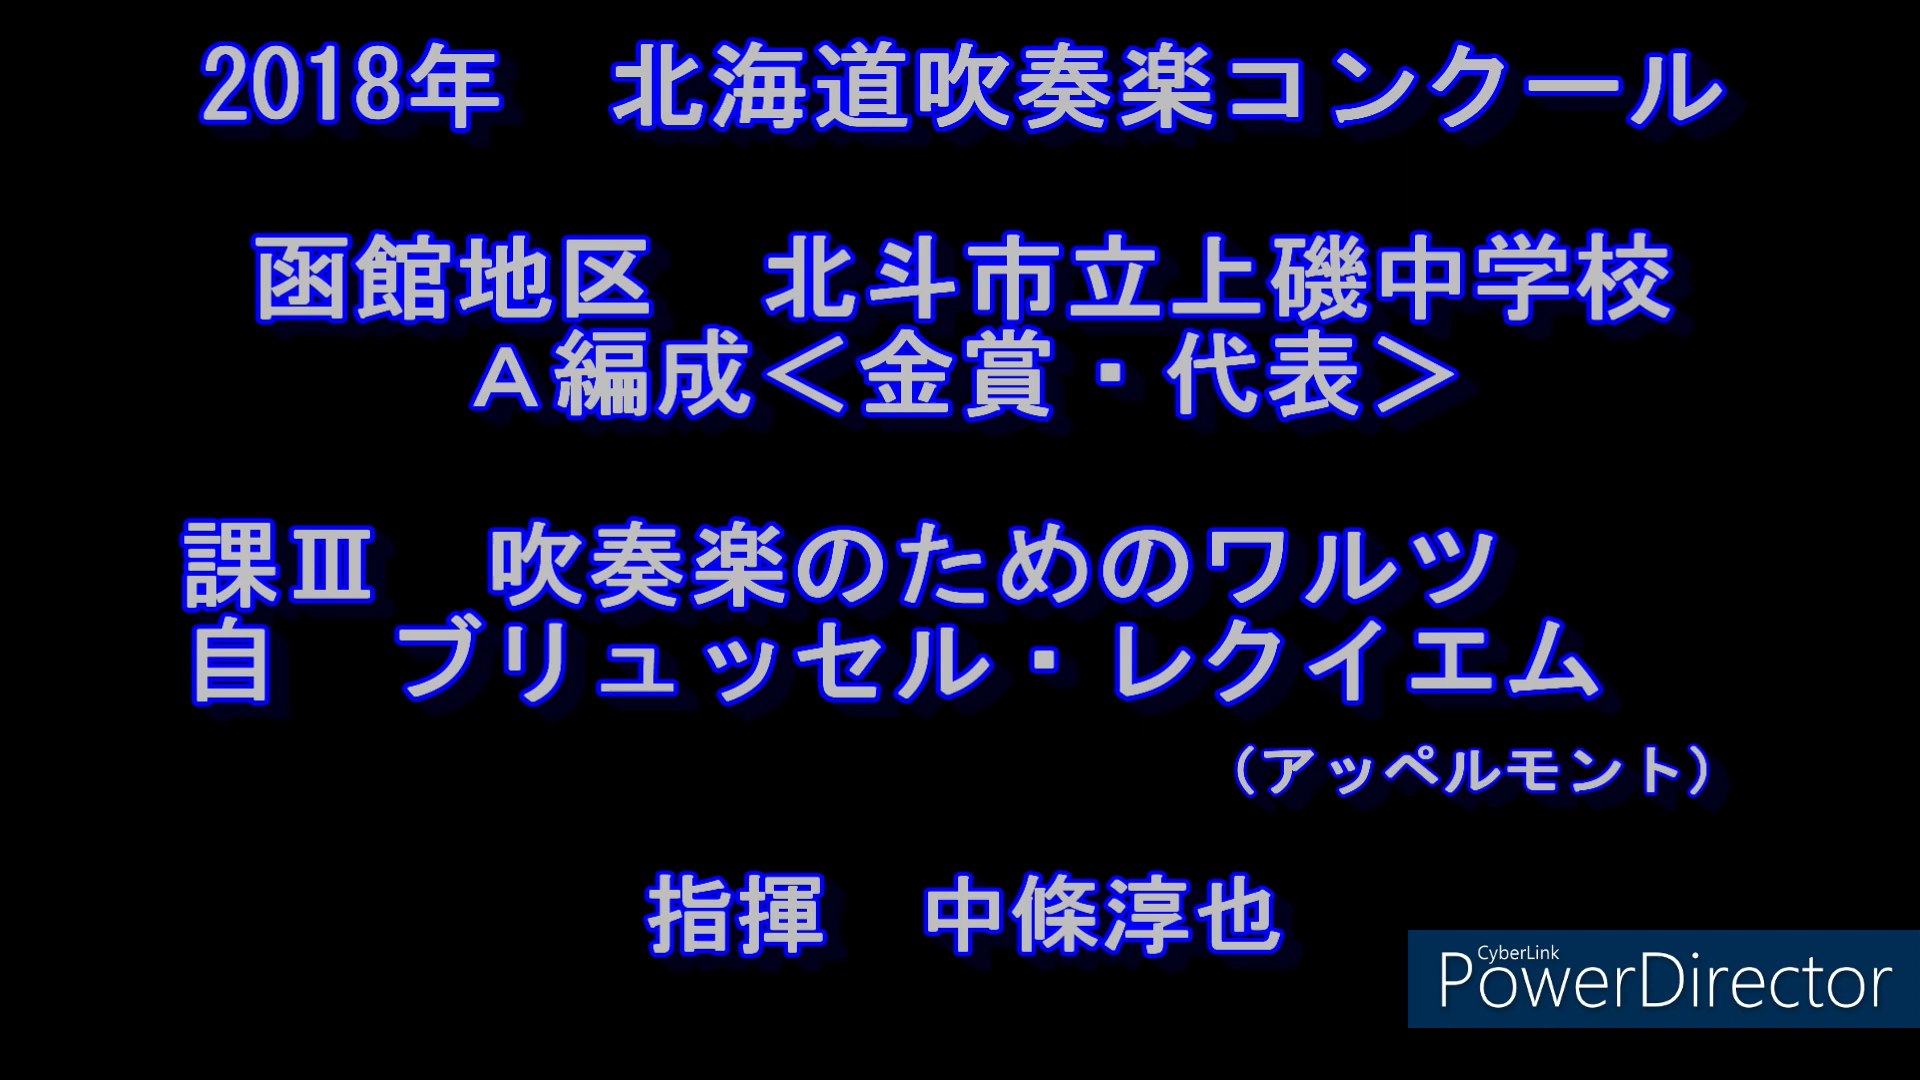 2018年　北海道吹奏楽コンクール
函館地区　北斗市立上磯中学校
Ａ編成＜金賞・代表＞
課Ⅲ　吹奏楽のためのワルツ
自　ブリュッセル・レクイエム
（アッペルモント）
指揮　中條淳也
CyberLink
PowerDirector